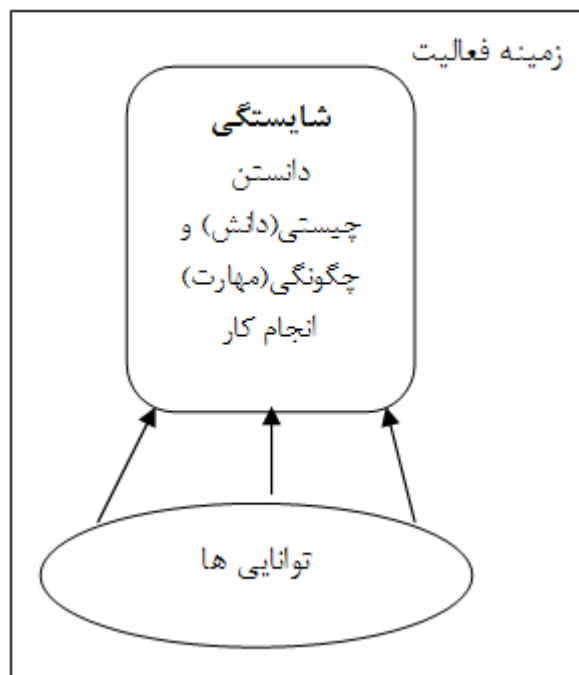 زمینه فعالیت
شایستگی
دانستن
چیستی(دانش) و
چگونگی(مهارت)
انجام کار
توانایی ها